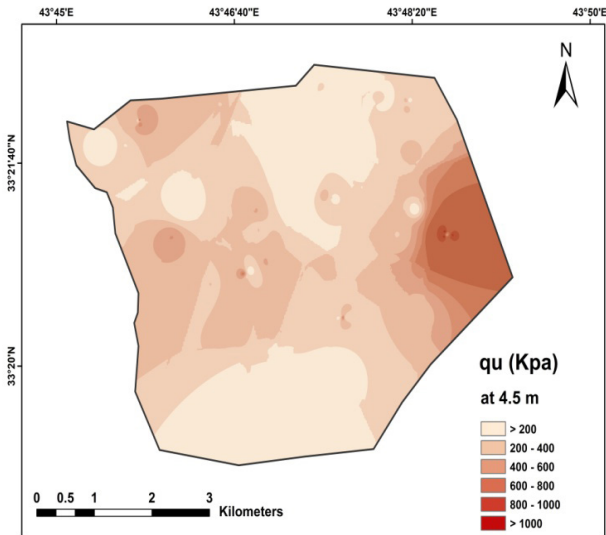 43°45'E 43°46'40"E 43°48'20"E 43°50'E
N
33°21'40"N
33°20'N
qu (Kpa)
at 4.5 m
> 200
200 - 400
400 - 600
600 - 800
800 - 1000
> 1000
0 0.5 1 2 3
Kilometers